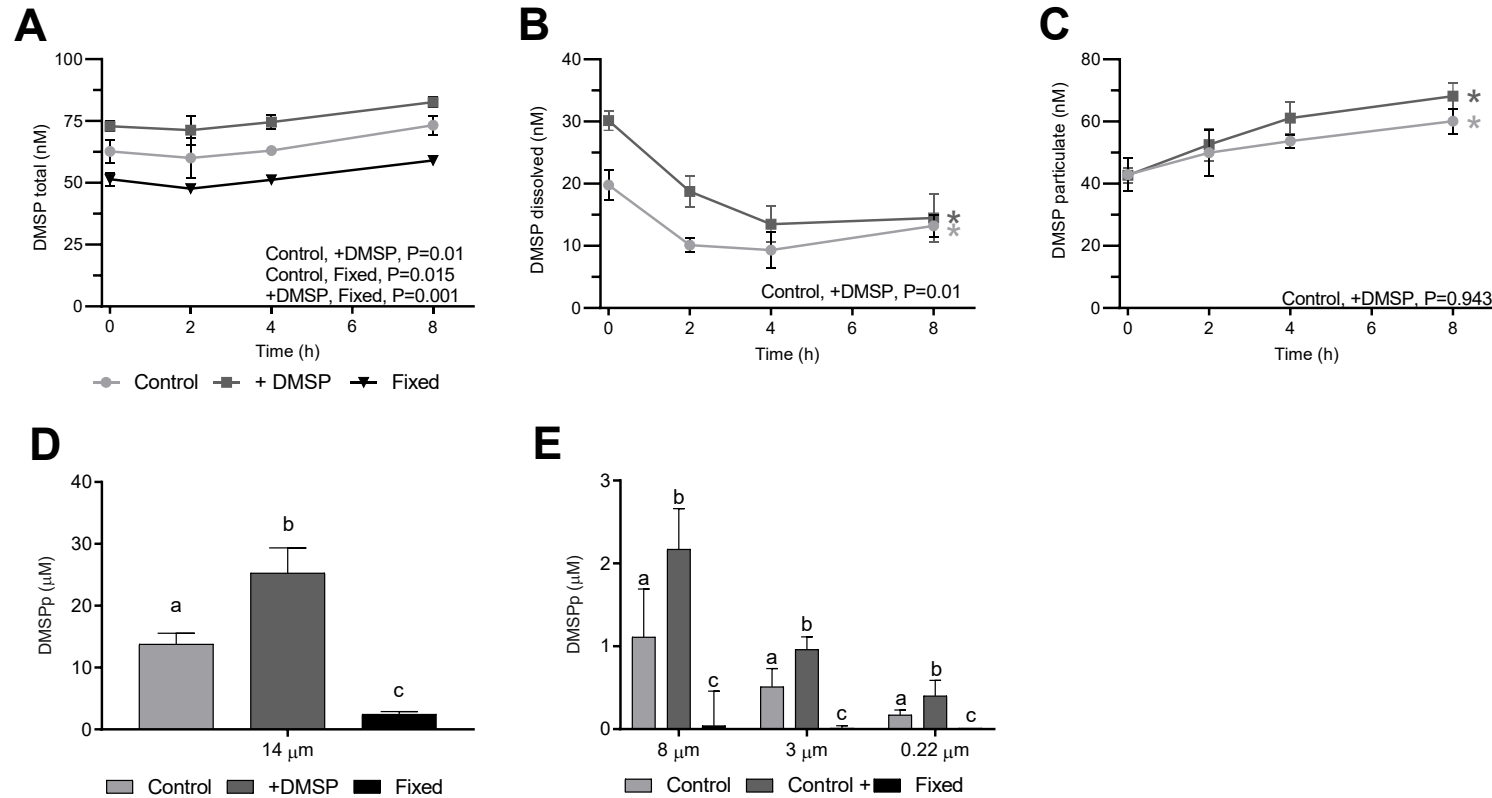 A
DMSP total (nM)
100
75
50
25
0
Control, +DMSP, P=0.01
Control, Fixed, P=0.015
+DMSP, Fixed, P=0.001
0 2 4 6 8
Time (h)
Control + DMSP Fixed
B
DMSP dissolved (nM)
40
30
20
10
0
*
*
Control, +DMSP, P=0.01
0 2 4 6 8
Time (h)
C
DMSP particulate (nM)
80
60
40
20
0
*
*
Control, +DMSP, P=0.943
0 2 4 6 8
Time (h)
D
DMSPp (μM)
40
30
20
10
0
a b c
14 μm
Control +DMSP Fixed
E
DMSPp (μM)
3
2
1
0
a b c a b c a b c
8 μm 3 μm 0.22 μm
Control Control + Fixed